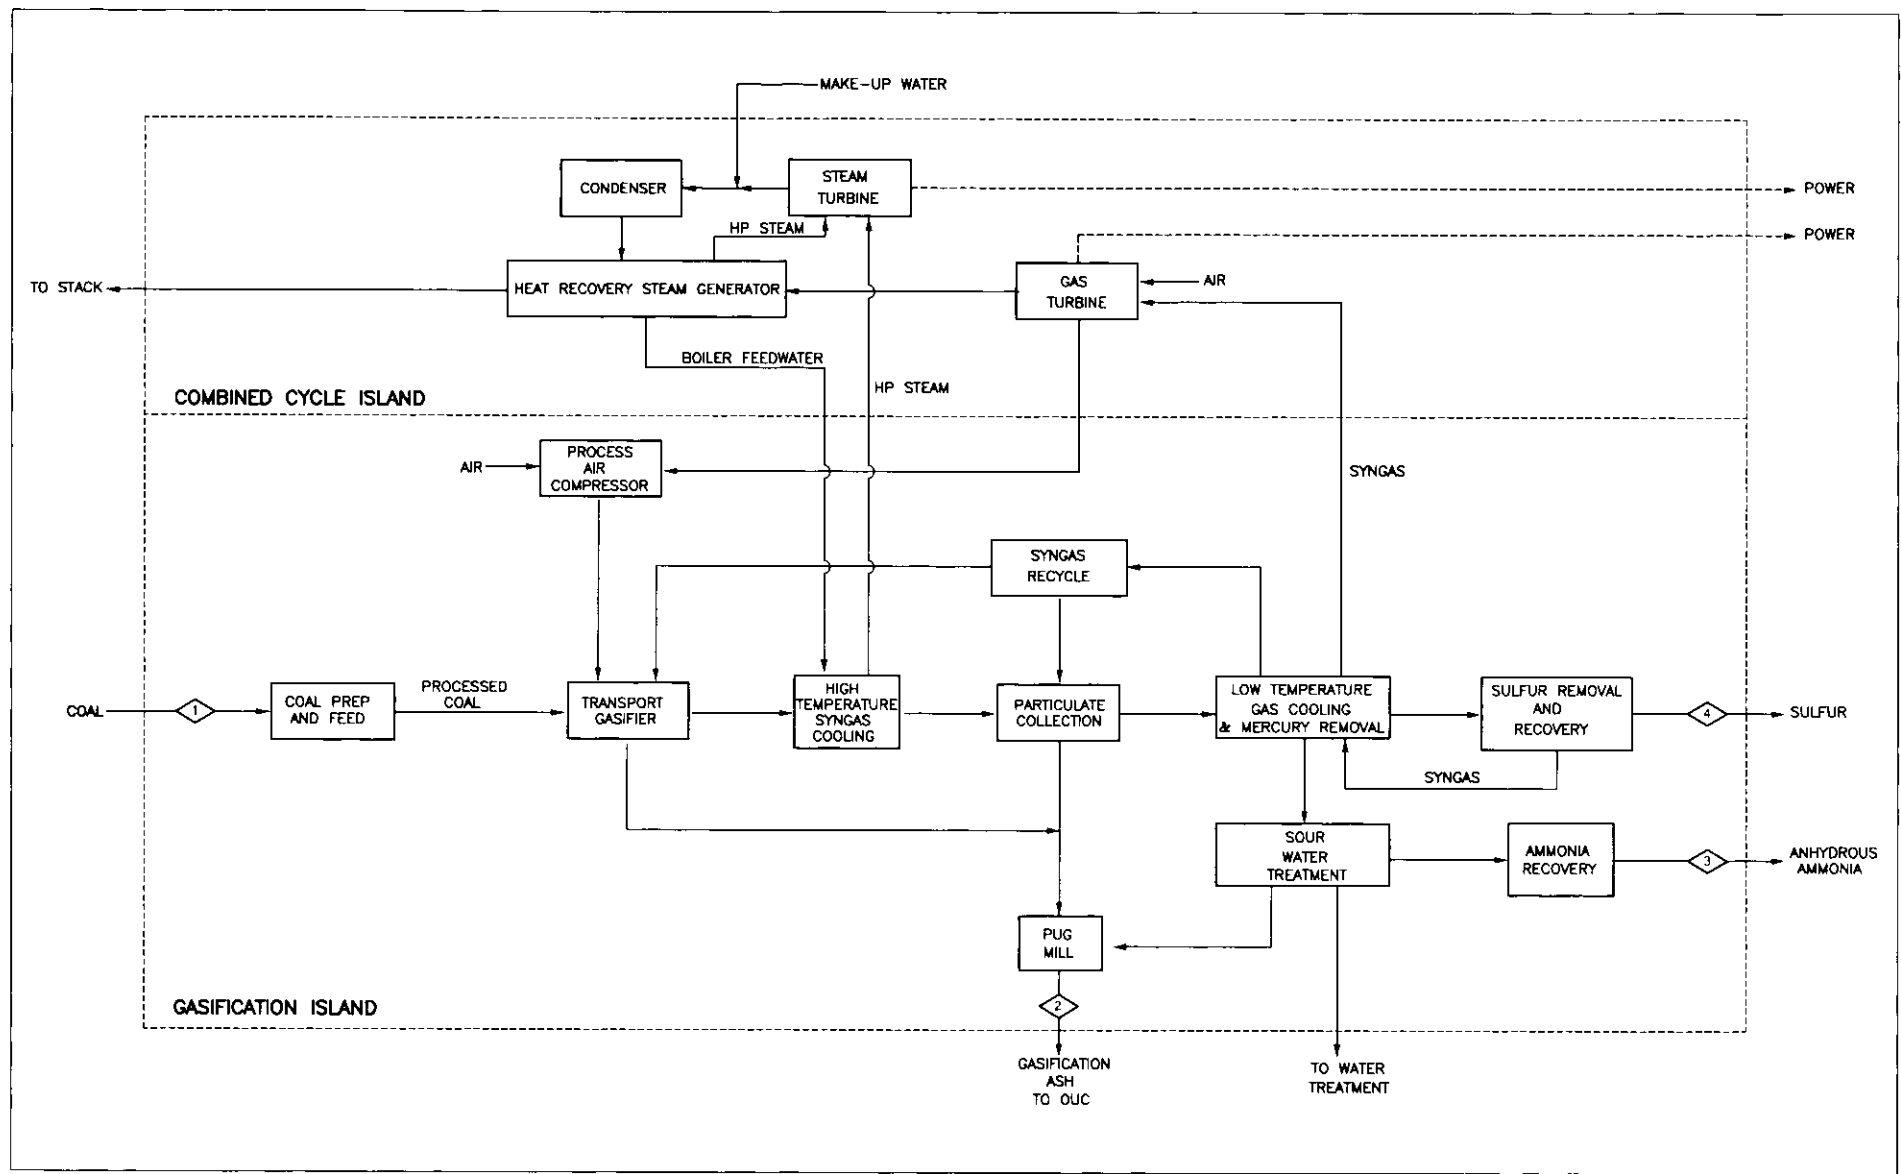 MAKE-UP WATER
CONDENSER
STEAM
TURBINE
POWER
HP STEAM
POWER
TO STACK
HEAT RECOVERY STEAM GENERATOR
GAS
TURBINE
AIR
BOILER FEEDWATER
HP STEAM
COMBINED CYCLE ISLAND
AIR
PROCESS
AIR
COMPRESSOR
SYNGAS
SYNGAS
RECYCLE
COAL
1
COAL PREP
AND FEED
PROCESSED
COAL
TRANSPORT
GASIFIER
HIGH
TEMPERATURE
SYNGAS
COOLING
PARTICULATE
COLLECTION
LOW TEMPERATURE
GAS COOLING
& MERCURY REMOVAL
SULFUR REMOVAL
AND
RECOVERY
4
SULFUR
SYNGAS
SOUR
WATER
TREATMENT
AMMONIA
RECOVERY
3
ANHYDROUS
AMMONIA
PUG
MILL
2
GASIFICATION ISLAND
GASIFICATION
ASH
TO OUC
TO WATER
TREATMENT